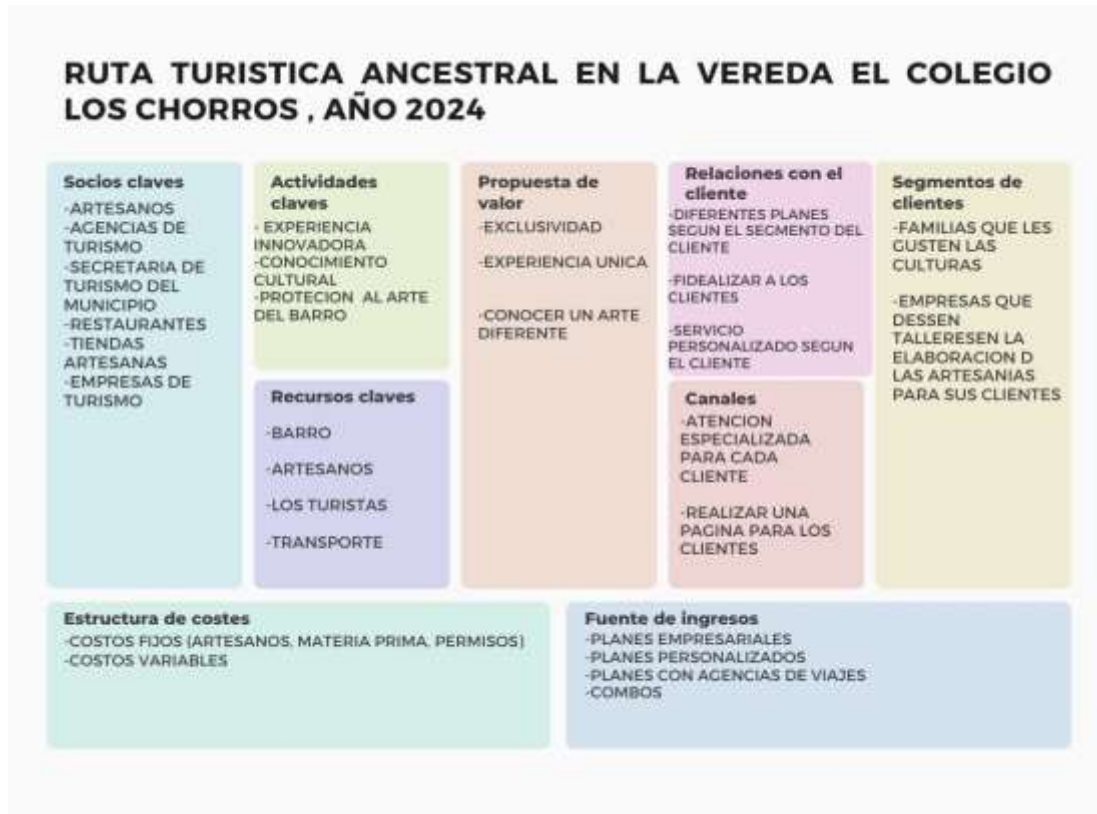 RUTA TURISTICA ANCESTRAL EN LA VEREDA EL COLEGIO
LOS CHORROS , AÑO 2024
Socios claves
-ARTESANOS
-AGENCIAS DE
TURISMO
-SECRETARIA DE
TURISMO DEL
MUNICIPIO
-RESTAURANTES
-TIENDAS
ARTESANAS
-EMPRESAS DE
TURISMO
Actividades
claves
- EXPERIENCIA
INNOVADORA
-CONOCIMIENTO
CULTURAL
-PROTECION AL ARTE
DEL BARRO
Recursos claves
-BARRO
-ARTESANOS
-LOS TURISTAS
-TRANSPORTE
Propuesta de
valor
-EXCLUSIVIDAD
-EXPERIENCIA UNICA
-CONOCER UN ARTE
DIFERENTE
Relaciones con el
cliente
-DIFERENTES PLANES
SEGUN EL SEGMENTO DEL
CLIENTE
-FIDEALIZAR A LOS
CLIENTES
-SERVICIO
PERSONALIZADO SEGUN
EL CLIENTE
Canales
-ATENCION
ESPECIALIZADA
PARA CADA
CLIENTE
-REALIZAR UNA
PAGINA PARA LOS
CLIENTES
Segmentos de
clientes
-FAMILIAS QUE LES
GUSTEN LAS
CULTURAS
-EMPRESAS QUE
DESSEN
TALLERESEN LA
ELABORACION D
LAS ARTESANIAS
PARA SUS CLIENTES
Estructura de costes
-COSTOS FIJOS (ARTESANOS, MATERIA PRIMA, PERMISOS)
-COSTOS VARIABLES
Fuente de ingresos
-PLANES EMPRESARIALES
-PLANES PERSONALIZADOS
-PLANES CON AGENCIAS DE VIAJES
-COMBOS